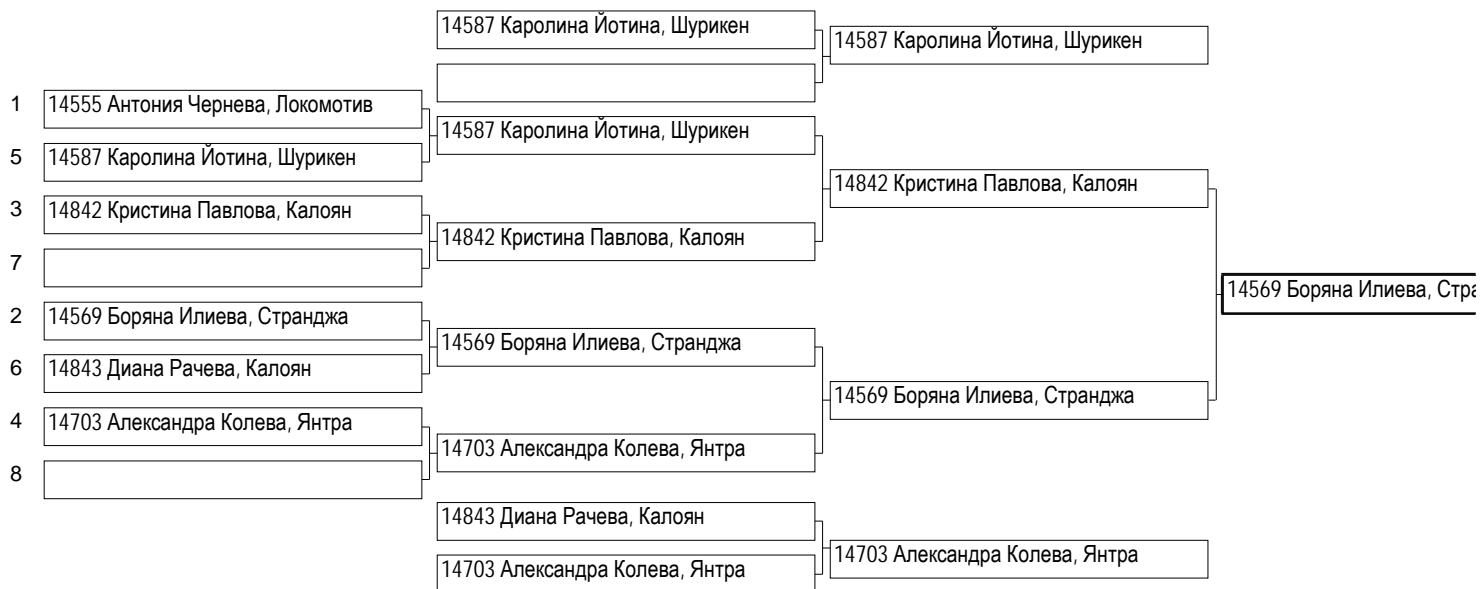 14587 Каролина Йотина, Шурикен
14587 Каролина Йотина, Шурикен
1 14555 Антония Чернева, Локомотив
14587 Каролина Йотина, Шурикен
5 14587 Каролина Йотина, Шурикен
14842 Кристина Павлова, Калоян
3 14842 Кристина Павлова, Калоян
14842 Кристина Павлова, Калоян
7
14569 Боряна Илиева, Стра
2 14569 Боряна Илиева, Странджа
14569 Боряна Илиева, Странджа
6 14843 Диана Рачева, Калоян
14569 Боряна Илиева, Странджа
4 14703 Александра Колева, Янтра
14703 Александра Колева, Янтра
8
14843 Диана Рачева, Калоян
14703 Александра Колева, Янтра
14703 Александра Колева, Янтра